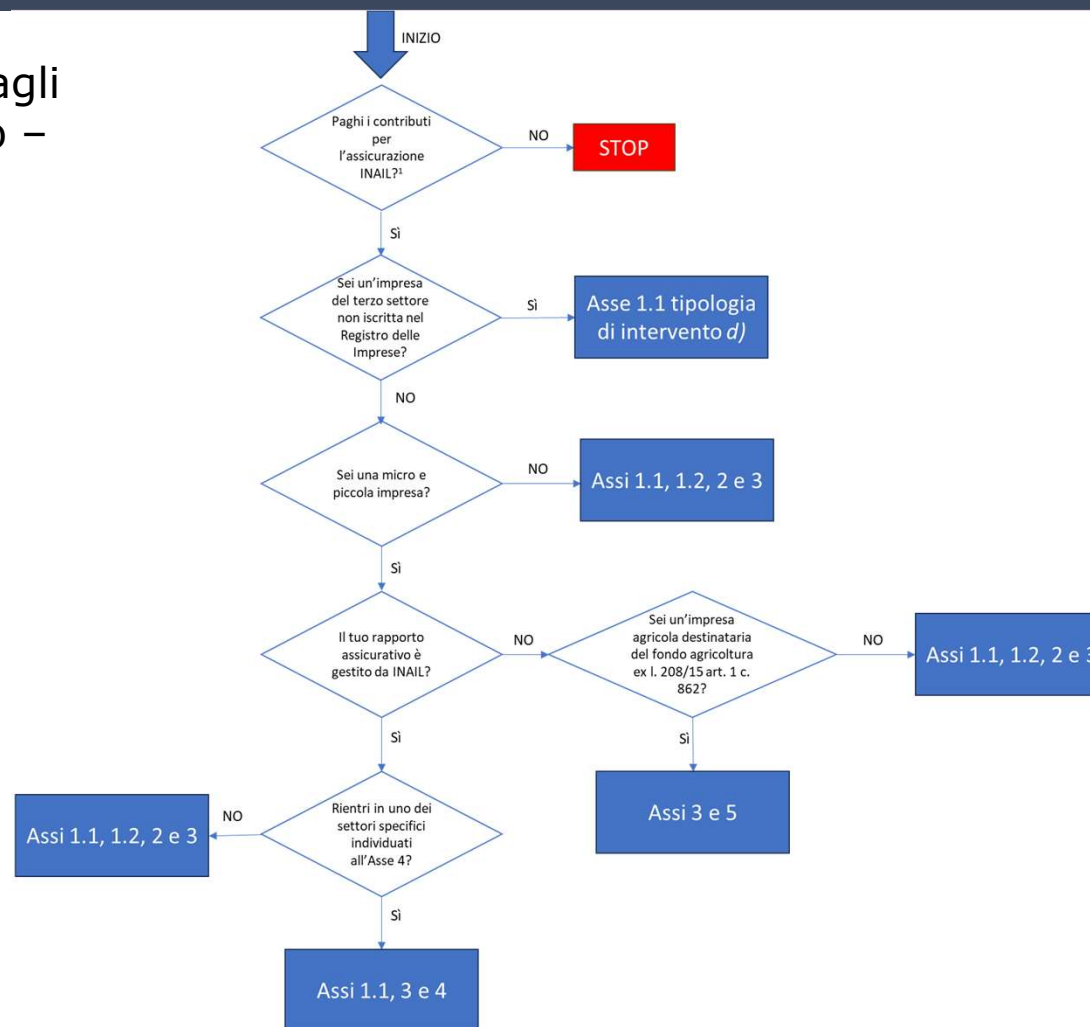 agli
o –
INIZIO
Paghi i contributi
per
l'assicurazione
INAIL?¹
NO
STOP
Sì
Sei un'impresa
del terzo settore
non iscritta nel
Registro delle
Imprese?
Sì
Asse 1.1 tipologia
di intervento d)
NO
Sei una micro e
piccola impresa?
NO
Assi 1.1, 1.2, 2 e 3
Sì
Il tuo rapporto
assicurativo è
gestito da INAIL?
NO
Sei un'impresa
agricola destinataria
del fondo agricoltura
ex l. 208/15 art. 1 c.
862?
NO
Assi 1.1, 1.2, 2 e 3
Sì
Sì
Assi 3 e 5
Rientri in uno dei
settori specifici
individuati
all'Asse 4?
NO
Assi 1.1, 1.2, 2 e 3
Sì
Assi 1.1, 3 e 4